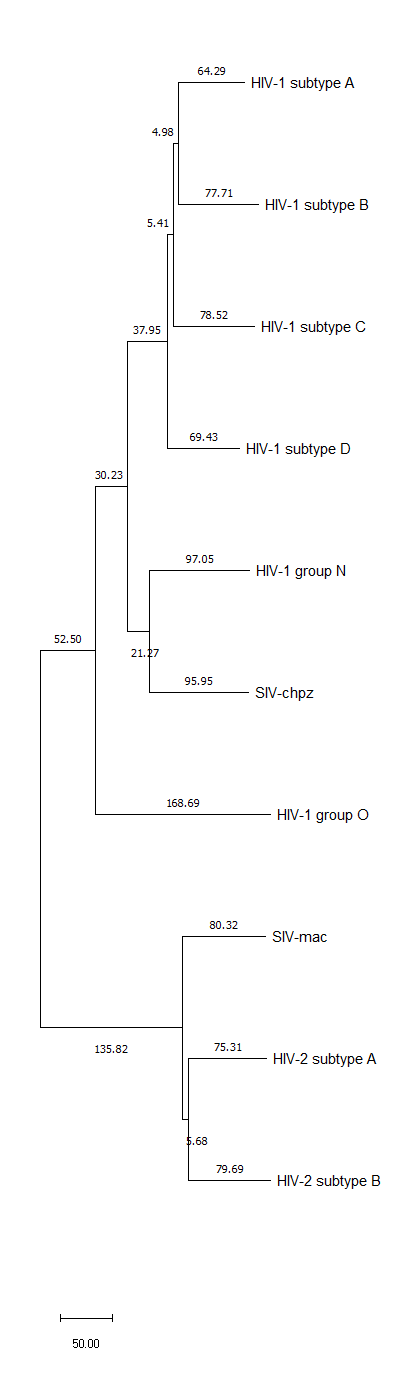 64.29
HIV-1 subtype A
4.98
77.71
HIV-1 subtype B
5.41
78.52
HIV-1 subtype C
37.95
69.43
HIV-1 subtype D
30.23
97.05
HIV-1 group N
52.50
21.27
95.95
SIV-chpz
168.69
HIV-1 group O
80.32
SIV-mac
135.82
75.31
HIV-2 subtype A
5.68
79.69
HIV-2 subtype B
50.00